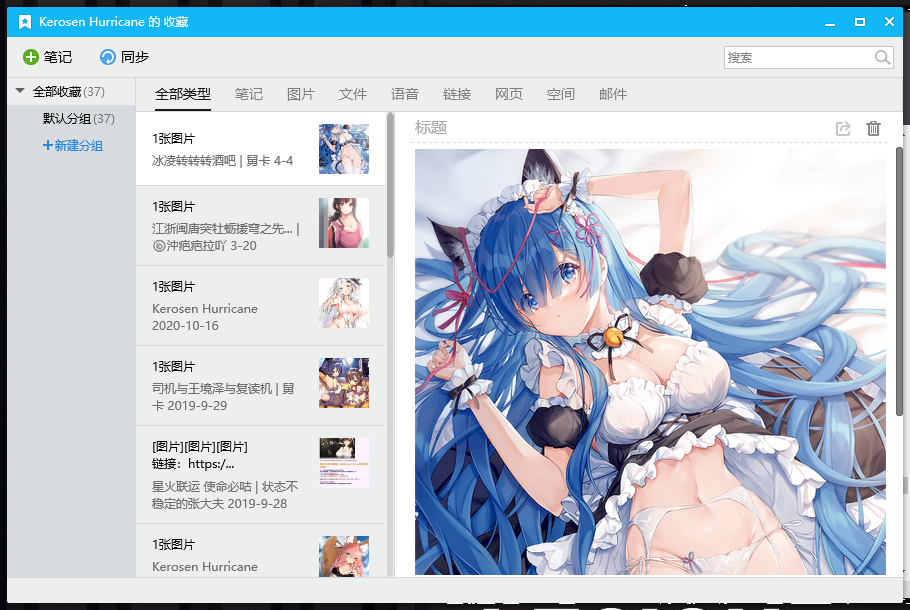 Kerosen Hurricane 的 收藏
笔记
同步
搜索
全部收藏 (37)
默认分组 (37)
新建分组
全部类型 笔记 图片 文件 语音 链接 网页 空间 邮件
1张图片
冰凌转转转酒吧 | 舅卡 4-4
1张图片
江浙闽唐突牡蛎援穹之先... |
沖疤疤拉吖 3-20
1张图片
Kerosen Hurricane
2020-10-16
1张图片
司机与王境泽与复读机 | 舅
卡 2019-9-29
[图片][图片][图片]
链接：https:/...
星火联运 使命必咕 | 状态不
稳定的张大夫 2019-9-28
1张图片
Kerosen Hurricane
标题